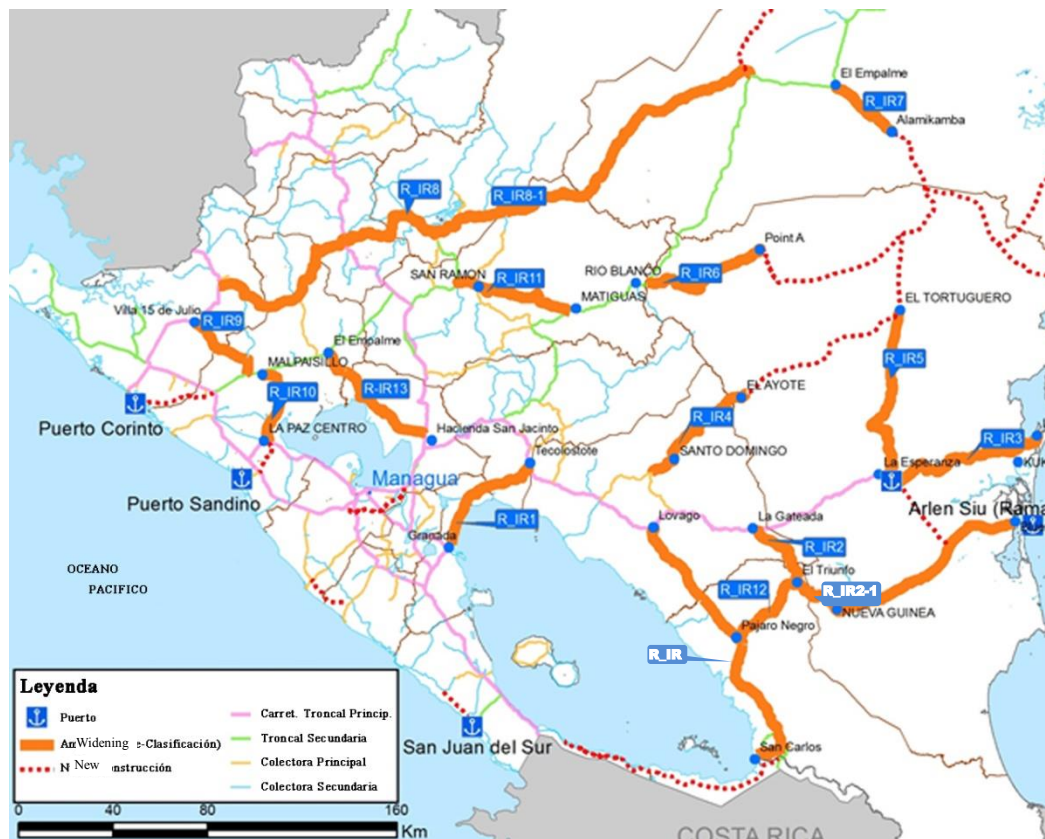 El Empalme
R_IR7
Alamikamba
R_IR8
R_IR8-1
Point A
SAN RAMON
R_IR11
RIO BLANCO
R_IR6
MATIGUAS
EL TORTUGUERO
Villa 15 de Julio
R_IR9
El Empalme
R_IR5
MALPAISILLO
R-IR13
R_IR10
EL AYOTE
Puerto Corinto
LA PAZ CENTRO
Hacienda San Jacinto
R_IR4
R_IR3
Tecolostote
SANTO DOMINGO
La Esperanza
KUK
Managua
Puerto Sandino
Arlen Siu (Rama
R_IR1
Lovago
La Gateada
Granada
R_IR2
OCEANO
PACIFICO
El Triunfo
R_IR12
R_IR2-1
NUEVA GUINEA
Pajaro Negro
R_IR
San Juan del Sur
San Carlos
COSTA RICA
Leyenda
Puerto
Widening e-Clasificación)
New onstrucción
Carret. Troncal Princip.
Troncal Secundaria
Colectora Principal
Colectora Secundaria
0 40 80 160
Km